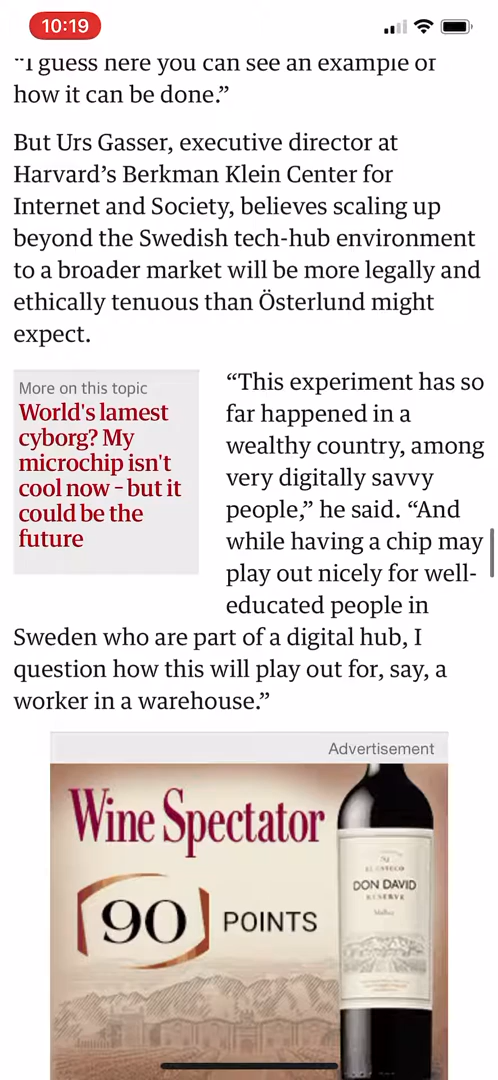 10:19
“I guess here you can see an example of
how it can be done.”
But Urs Gasser, executive director at
Harvard’s Berkman Klein Center for
Internet and Society, believes scaling up
beyond the Swedish tech-hub environment
to a broader market will be more legally and
ethically tenuous than Österlund might
expect.
More on this topic
World's lamest
cyborg? My
microchip isn't
cool now – but it
could be the
future
“This experiment has so
far happened in a
wealthy country, among
very digitally savvy
people,” he said. “And
while having a chip may
play out nicely for well-
educated people in
Sweden who are part of a digital hub, I
question how this will play out for, say, a
worker in a warehouse.”
Advertisement
Wine Spectator
90 POINTS
DON DAVID
RESERVE
Malbec